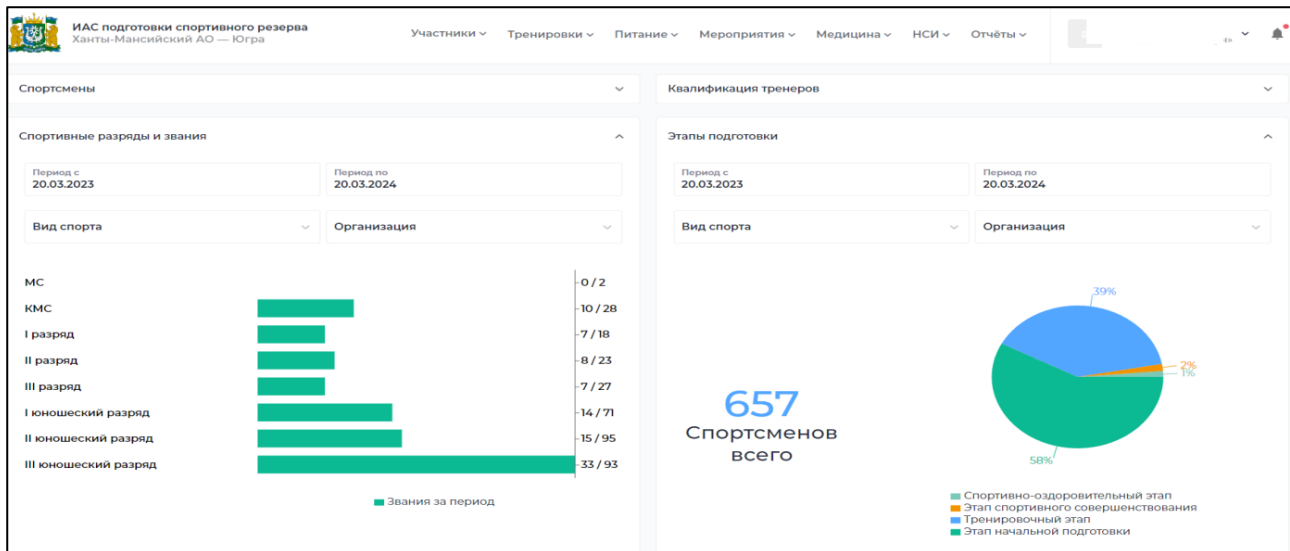 ИАС подготовки спортивного резерва
Ханты-Мансийский АО — Югра
Участники Тренировки Питание Мероприятия Медицина НСИ Отчёты
Спортсмены
Квалификация тренеров
Спортивные разряды и звания
Этапы подготовки
Период с
20.03.2023
Период по
20.03.2024
Период с
20.03.2023
Период по
20.03.2024
Вид спорта
Организация
Вид спорта
Организация
МС 0 / 2
КМС 10 / 28
I разряд 7 / 18
II разряд 8 / 23
III разряд 7 / 27
I юношеский разряд 14 / 71
II юношеский разряд 15 / 95
III юношеский разряд 33 / 93
Звания за период
657
Спортсменов
всего
39%
2%
1%
58%
Спортивно-оздоровительный этап
Этап спортивного совершенствования
Тренировочный этап
Этап начальной подготовки